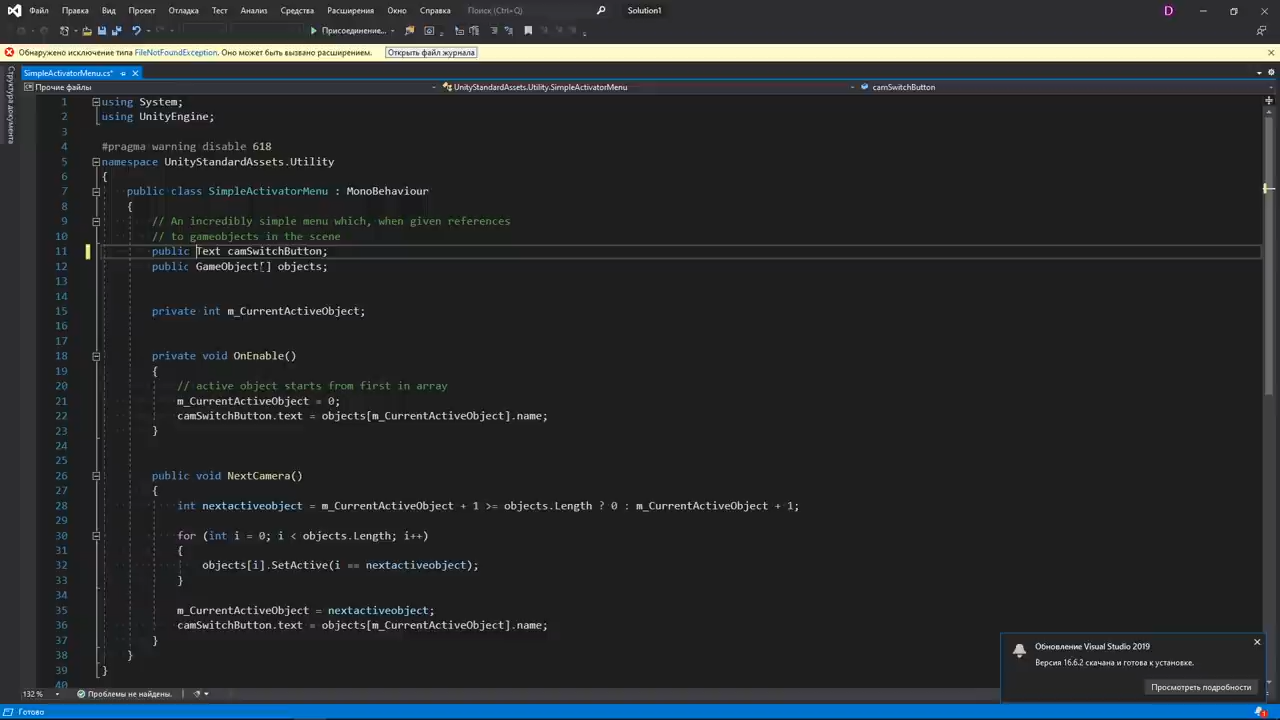 Файл Правка Вид Проект Отладка Тест Анализ Средства Расширения Окно Справка Поиск (Ctrl+Q) Solution1 D
Присоединение...
Обнаружено исключение типа FileNotFoundException. Оно может быть вызвано расширением. Открыть файл журнала
Структура документа
SimpleActivatorMenu.cs*
Прочие файлы UnityStandardAssets.Utility.SimpleActivatorMenu camSwitchButton
1 using System;
2 using UnityEngine;
3
4 #pragma warning disable 618
5 namespace UnityStandardAssets.Utility
6 {
7 public class SimpleActivatorMenu : MonoBehaviour
8 {
9 // An incredibly simple menu which, when given references
10 // to gameobjects in the scene
11 public Text camSwitchButton;
12 public GameObject[] objects;
13
14
15 private int m_CurrentActiveObject;
16
17
18 private void OnEnable()
19 {
20 // active object starts from first in array
21 m_CurrentActiveObject = 0;
22 camSwitchButton.text = objects[m_CurrentActiveObject].name;
23 }
24
25
26 public void NextCamera()
27 {
28 int nextactiveobject = m_CurrentActiveObject + 1 >= objects.Length ? 0 : m_CurrentActiveObject + 1;
29
30 for (int i = 0; i < objects.Length; i++)
31 {
32 objects[i].SetActive(i == nextactiveobject);
33 }
34
35 m_CurrentActiveObject = nextactiveobject;
36 camSwitchButton.text = objects[m_CurrentActiveObject].name;
37 }
38 }
39 }
40
Обновление Visual Studio 2019
Версия 16.6.2 скачана и готова к установке.
Просмотреть подробности
132 % Проблемы не найдены.
Готово 1